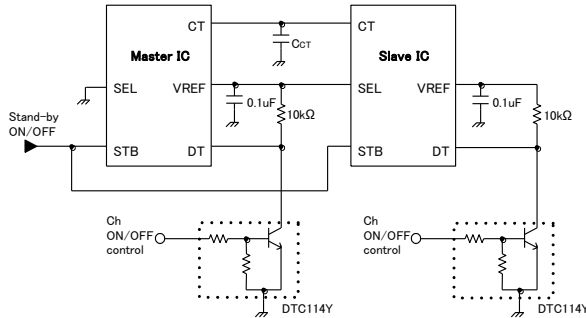 CT
CT
Master IC
CCT
Slave IC
SEL
VREF
SEL
VREF
0.1uF
10kΩ
0.1uF
10kΩ
Stand-by
ON/OFF
STB
DT
STB
DT
Ch
ON/OFF
control
DTC114Y
Ch
ON/OFF
control
DTC114Y